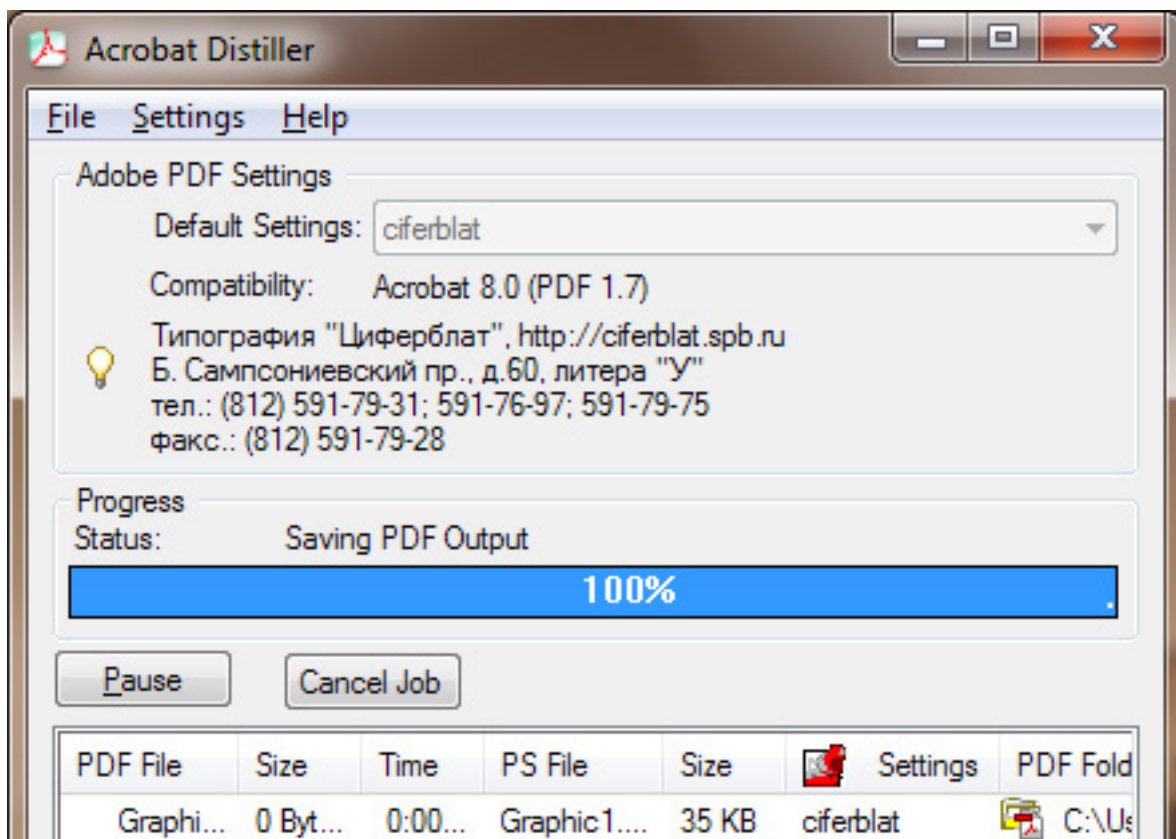 Acrobat Distiller
File Settings Help
Adobe PDF Settings
Default Settings: ciferblat
Compatibility: Acrobat 8.0 (PDF 1.7)
Типография "Циферблат", http://ciferblat.spb.ru
Б. Сампсониевский пр., д.60, литера "У"
тел.: (812) 591-79-31; 591-76-97; 591-79-75
факс.: (812) 591-79-28
Progress
Status: Saving PDF Output
100%
Pause Cancel Job
PDF File Size Time PS File Size Settings PDF Fold
Graphi... 0 Byt... 0:00... Graphic1.... 35 KB ciferblat C:\Us